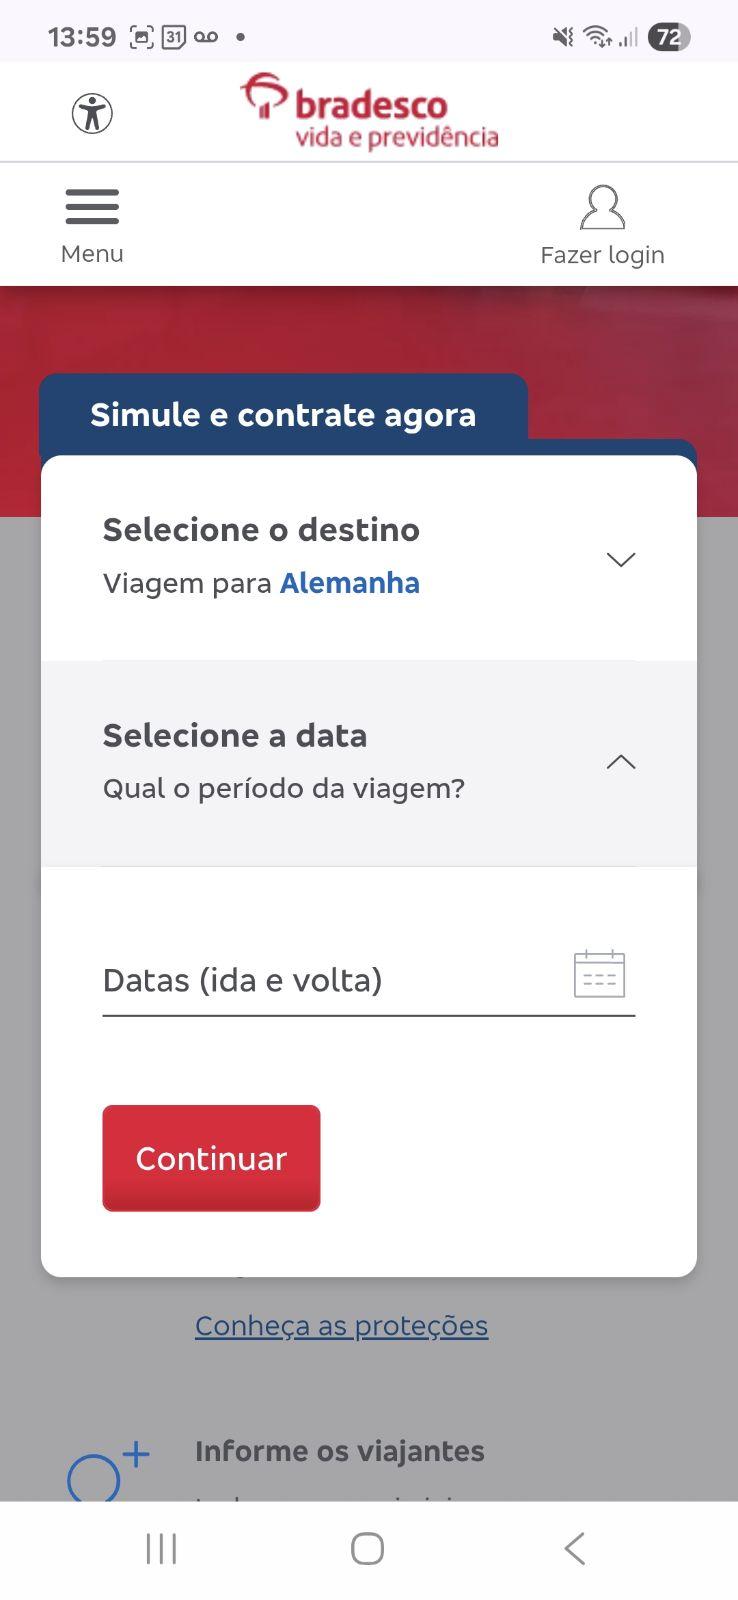 13:59
31
72
bradesco
vida e previdência
Menu
Fazer login
Simule e contrate agora
Selecione o destino
Viagem para Alemanha
Selecione a data
Qual o período da viagem?
Datas (ida e volta)
Continuar
Conheça as proteções
Informe os viajantes